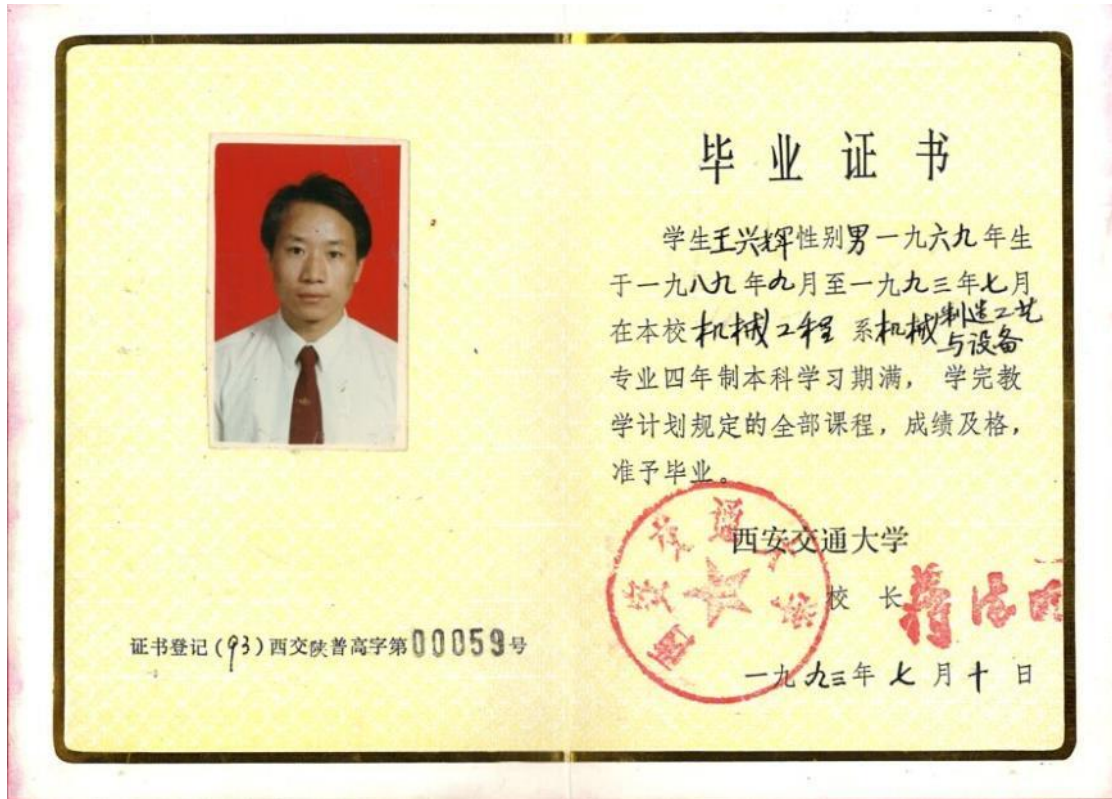 毕业证书
学生王兴辉性别男一九六九年生
于一九八九年九月至一九九三年七月
在本校机械工程系机械制造工艺与设备
专业四年制本科学习期满，学完教
学计划规定的全部课程，成绩及格，
准予毕业。
西安交通大学
西安交通大学
校长
一九九三年七月十日
证书登记(93)西交陕普高字第00059号